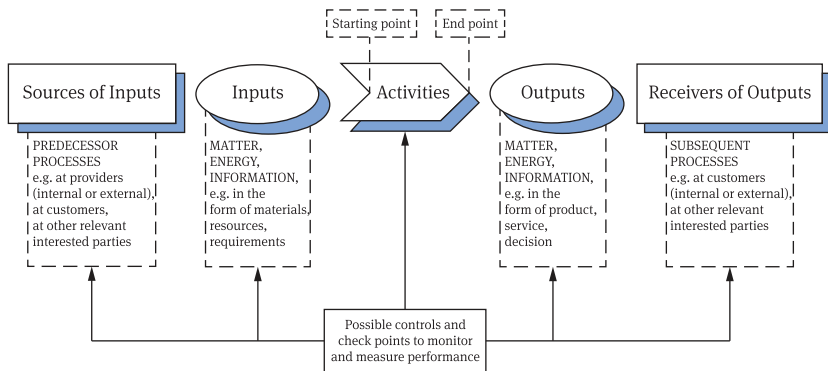 Starting point
End point
Sources of Inputs
Inputs
Activities
Outputs
Receivers of Outputs
PREDECESSOR
PROCESSES
e.g. at providers
(internal or external),
at customers,
at other relevant
interested parties
MATTER,
ENERGY,
INFORMATION,
e.g. in the
form of materials,
resources,
requirements
MATTER,
ENERGY,
INFORMATION,
e.g. in the
form of product,
service,
decision
SUBSEQUENT
PROCESSES
e.g. at customers
(internal or external),
at other relevant
interested parties
Possible controls and
check points to monitor
and measure performance